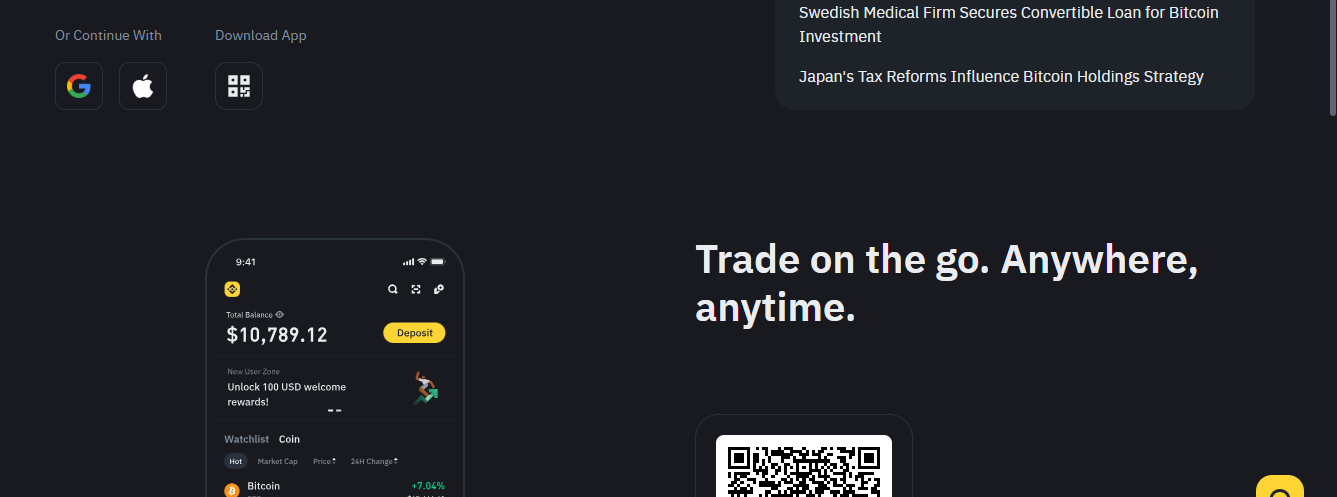 Swedish Medical Firm Secures Convertible Loan for Bitcoin
Investment
Japan's Tax Reforms Influence Bitcoin Holdings Strategy
Or Continue With
Download App
Trade on the go. Anywhere,
anytime.
9:41
Total Balance
$10,789.12
Deposit
New User Zone
Unlock 100 USD welcome
rewards!
Watchlist Coin
Hot Market Cap Price 24H Change
Bitcoin +7.04%